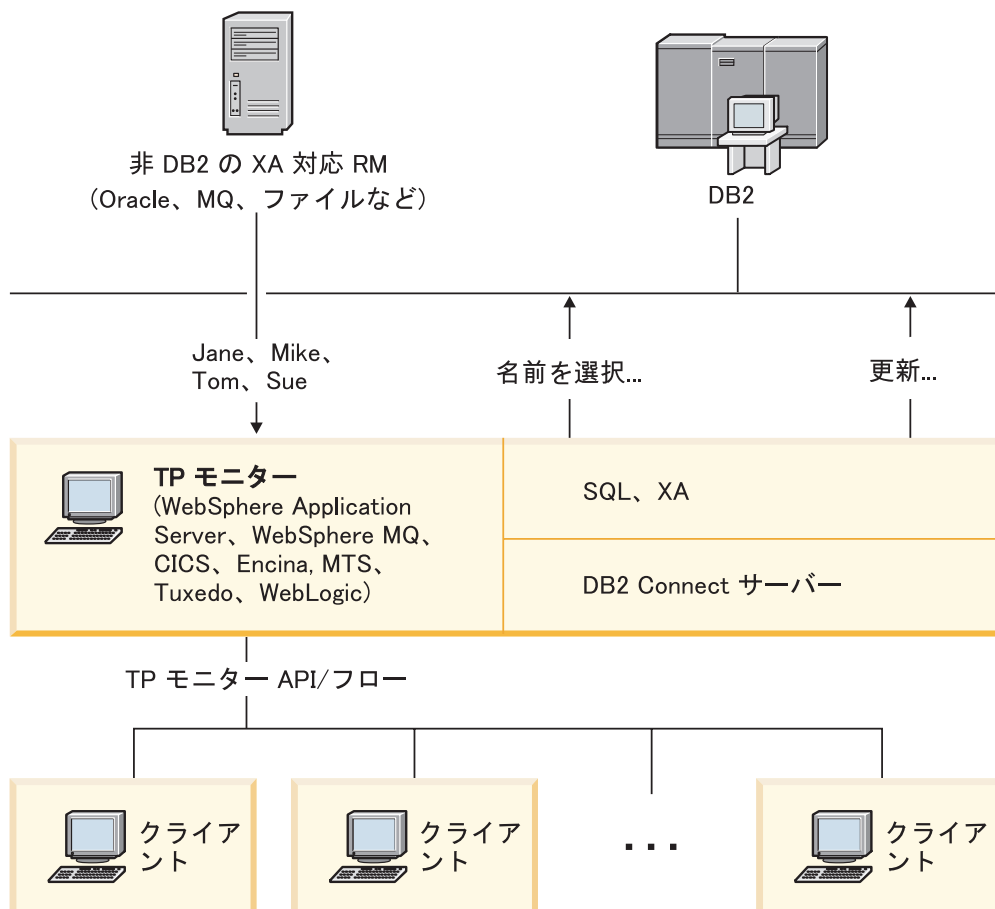 非 DB2 の XA 対応 RM
(Oracle、MQ、ファイルなど)
DB2
Jane、Mike、
Tom、Sue
名前を選択...
更新...
TP モニター
(WebSphere Application
Server、WebSphere MQ、
CICS、Encina, MTS、
Tuxedo、WebLogic)
SQL、XA
DB2 Connect サーバー
TP モニター API/フロー
クライア
ント
クライア
ント
...
クライア
ント